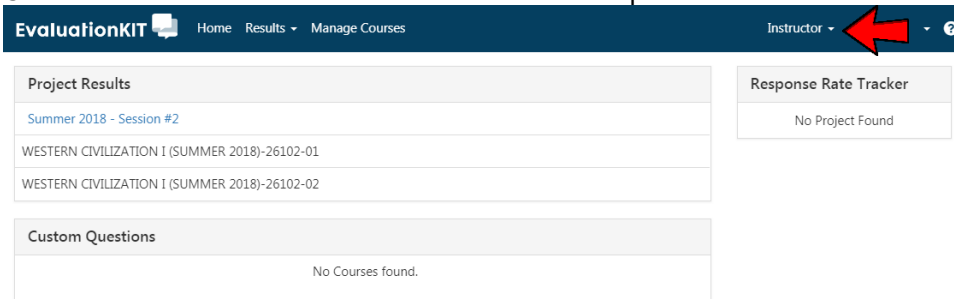 EvaluationKIT Home Results Manage Courses Instructor ?
Project Results
Summer 2018 - Session #2
WESTERN CIVILIZATION I (SUMMER 2018)-26102-01
WESTERN CIVILIZATION I (SUMMER 2018)-26102-02
Custom Questions
No Courses found.
Response Rate Tracker
No Project Found